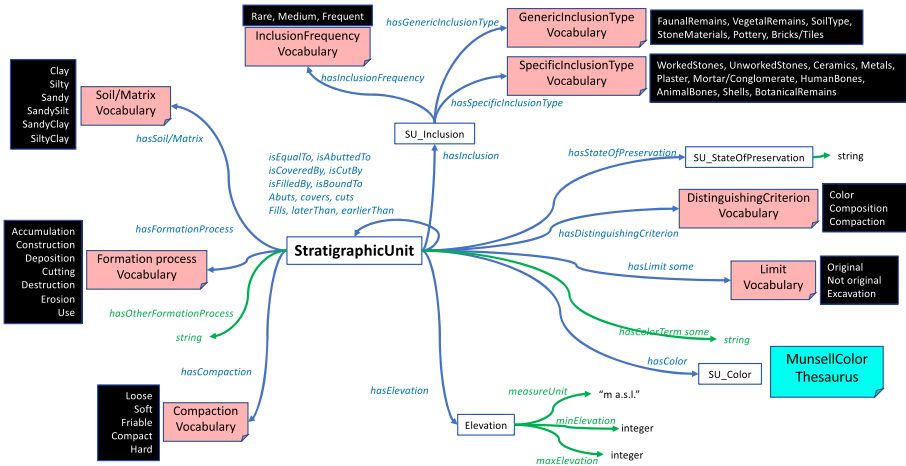 Rare, Medium, Frequent
InclusionFrequency
Vocabulary
hasGenericInclusionType
GenericInclusionType
Vocabulary
FaunalRemains, VegetalRemains, SoilType,
StoneMaterials, Pottery, Bricks/Tiles
hasInclusionFrequency
SpecificInclusionType
Vocabulary
WorkedStones, UnworkedStones, Ceramics, Metals,
Plaster, Mortar/Conglomerate, HumanBones,
AnimalBones, Shells, BotanicalRemains
hasSpecificInclusionType
Clay
Silty
Sandy
SandySilt
SandyClay
SiltyClay
Soil/Matrix
Vocabulary
hasSoil/Matrix
SU_Inclusion
hasInclusion
isEqualTo, isAbuttedTo
isCoveredBy, isCutBy
isFilledBy, isBoundTo
Abuts, covers, cuts
Fills, laterThan, earlierThan
hasStateOfPreservation
SU_StateOfPreservation
string
DistinguishingCriterion
Vocabulary
Color
Composition
Compaction
hasDistinguishingCriterion
hasFormationProcess
Accumulation
Construction
Deposition
Cutting
Destruction
Erosion
Use
Formation process
Vocabulary
StratigraphicUnit
hasLimit some
Limit
Vocabulary
Original
Not original
Excavation
hasOtherFormationProcess
string
hasColorTerm some
string
hasCompaction
hasElevation
hasColor
SU_Color
MunsellColor
Thesaurus
Loose
Soft
Friable
Compact
Hard
Compaction
Vocabulary
Elevation
measureUnit
“m a.s.l.”
minElevation
integer
maxElevation
integer